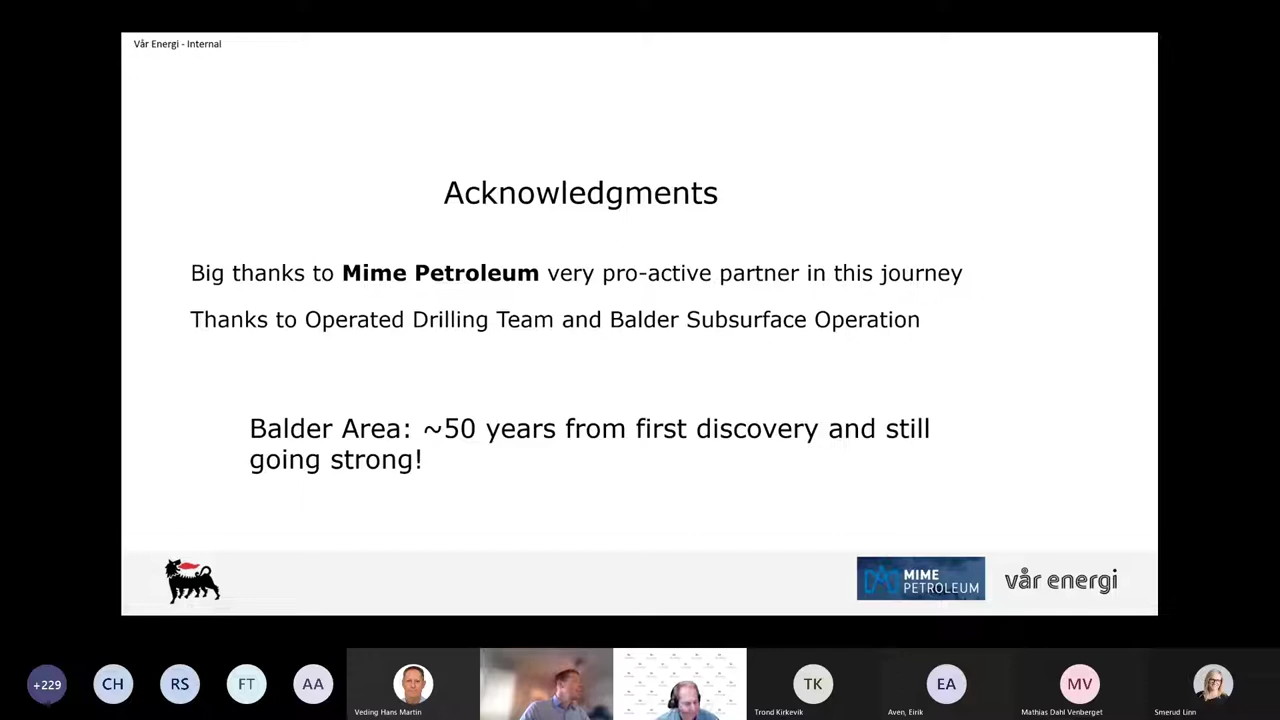 Vår Energi - Internal
Acknowledgments
Big thanks to Mime Petroleum very pro-active partner in this journey
Thanks to Operated Drilling Team and Balder Subsurface Operation
Balder Area: ~50 years from first discovery and still
going strong!
MIME
PETROLEUM
vår energi
+229
CH
RS
FT
AA
TK
EA
MV
Veding Hans Martin
Trond Kirkevik
Aven, Eirik
Mathias Dahl Venberget
Smerud Linn